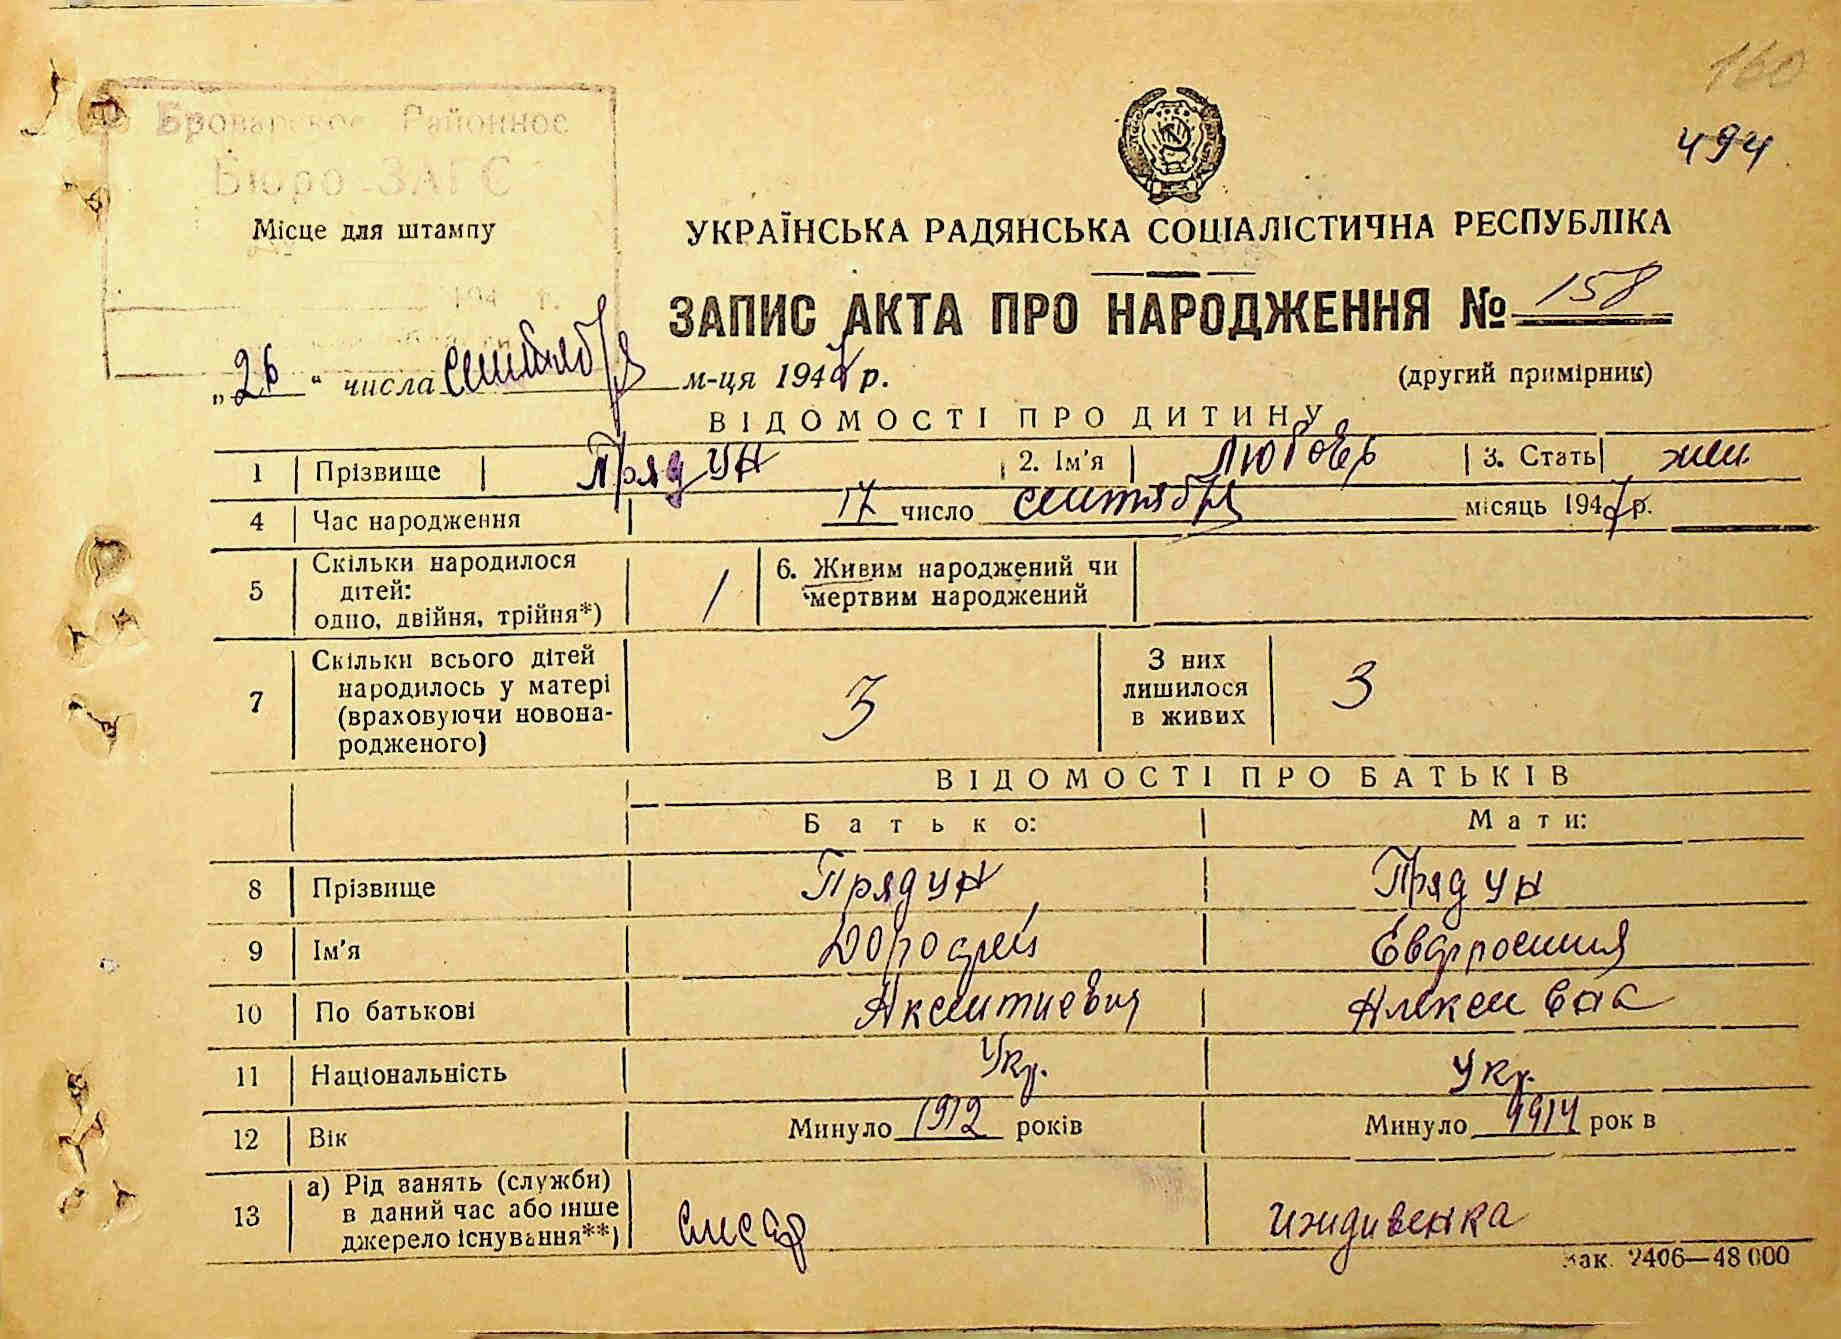 160
494
Броварское Районное
Бюро ЗАГС
Місце для штампу
194 г.
УКРАЇНСЬКА РАДЯНСЬКА СОЦІАЛІСТИЧНА РЕСПУБЛІКА
ЗАПИС АКТА ПРО НАРОДЖЕННЯ № 158
„26“ числа сентября м-ця 1947 р.
(другий примірник)
ВІДОМОСТІ ПРО ДИТИНУ
1 Прізвище Прядун 2. Ім'я Любовь 3. Стать жен
4 Час народження 17 число сентября місяць 1947 р.
5 Скільки народилося дітей: одно, двійня, трійня*) 1 6. Живим народжений чи мертвим народжений
7 Скільки всього дітей народилось у матері (враховуючи новонародженого) 3 З них лишилося в живих 3
ВІДОМОСТІ ПРО БАТЬКІВ
Батько: Мати:
8 Прізвище Прядун Прядун
9 Ім'я Дорофей Евфросиния
10 По батькові Аксентиевич Алексеевна
11 Національність Укр. Укр.
12 Вік Минуло 1912 років Минуло 1914 рок в
13 а) Рід занять (служби) в даний час або інше джерело існування**) слесар иждивенка
Зак. 2406—48 000